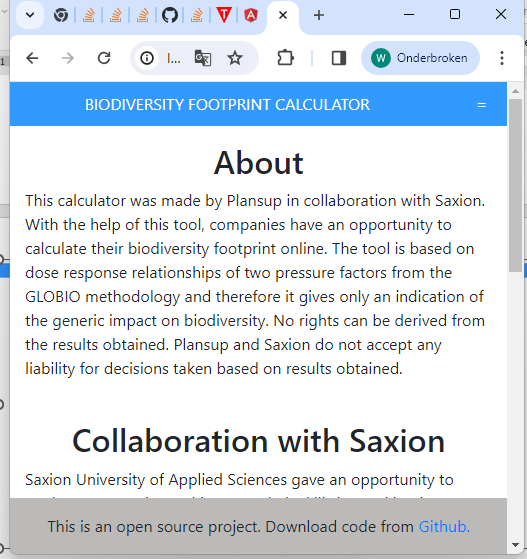 I...
W Onderbroken
BIODIVERSITY FOOTPRINT CALCULATOR =
About
This calculator was made by Plansup in collaboration with Saxion.
With the help of this tool, companies have an opportunity to
calculate their biodiversity footprint online. The tool is based on
dose response relationships of two pressure factors from the
GLOBIO methodology and therefore it gives only an indication of
the generic impact on biodiversity. No rights can be derived from
the results obtained. Plansup and Saxion do not accept any
liability for decisions taken based on results obtained.
Collaboration with Saxion
Saxion University of Applied Sciences gave an opportunity to
This is an open source project. Download code from Github.